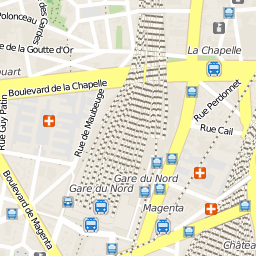 Polonceau
des Gardes
de la Goutte d'Or
La Chapelle
Boulevard de la Chapelle
Rue Guy Patin
Rue de Maubeuge
Rue Perdonnet
Rue Cail
Gare du Nord
Gare du Nord
Magenta
Boulevard de Magenta
Château